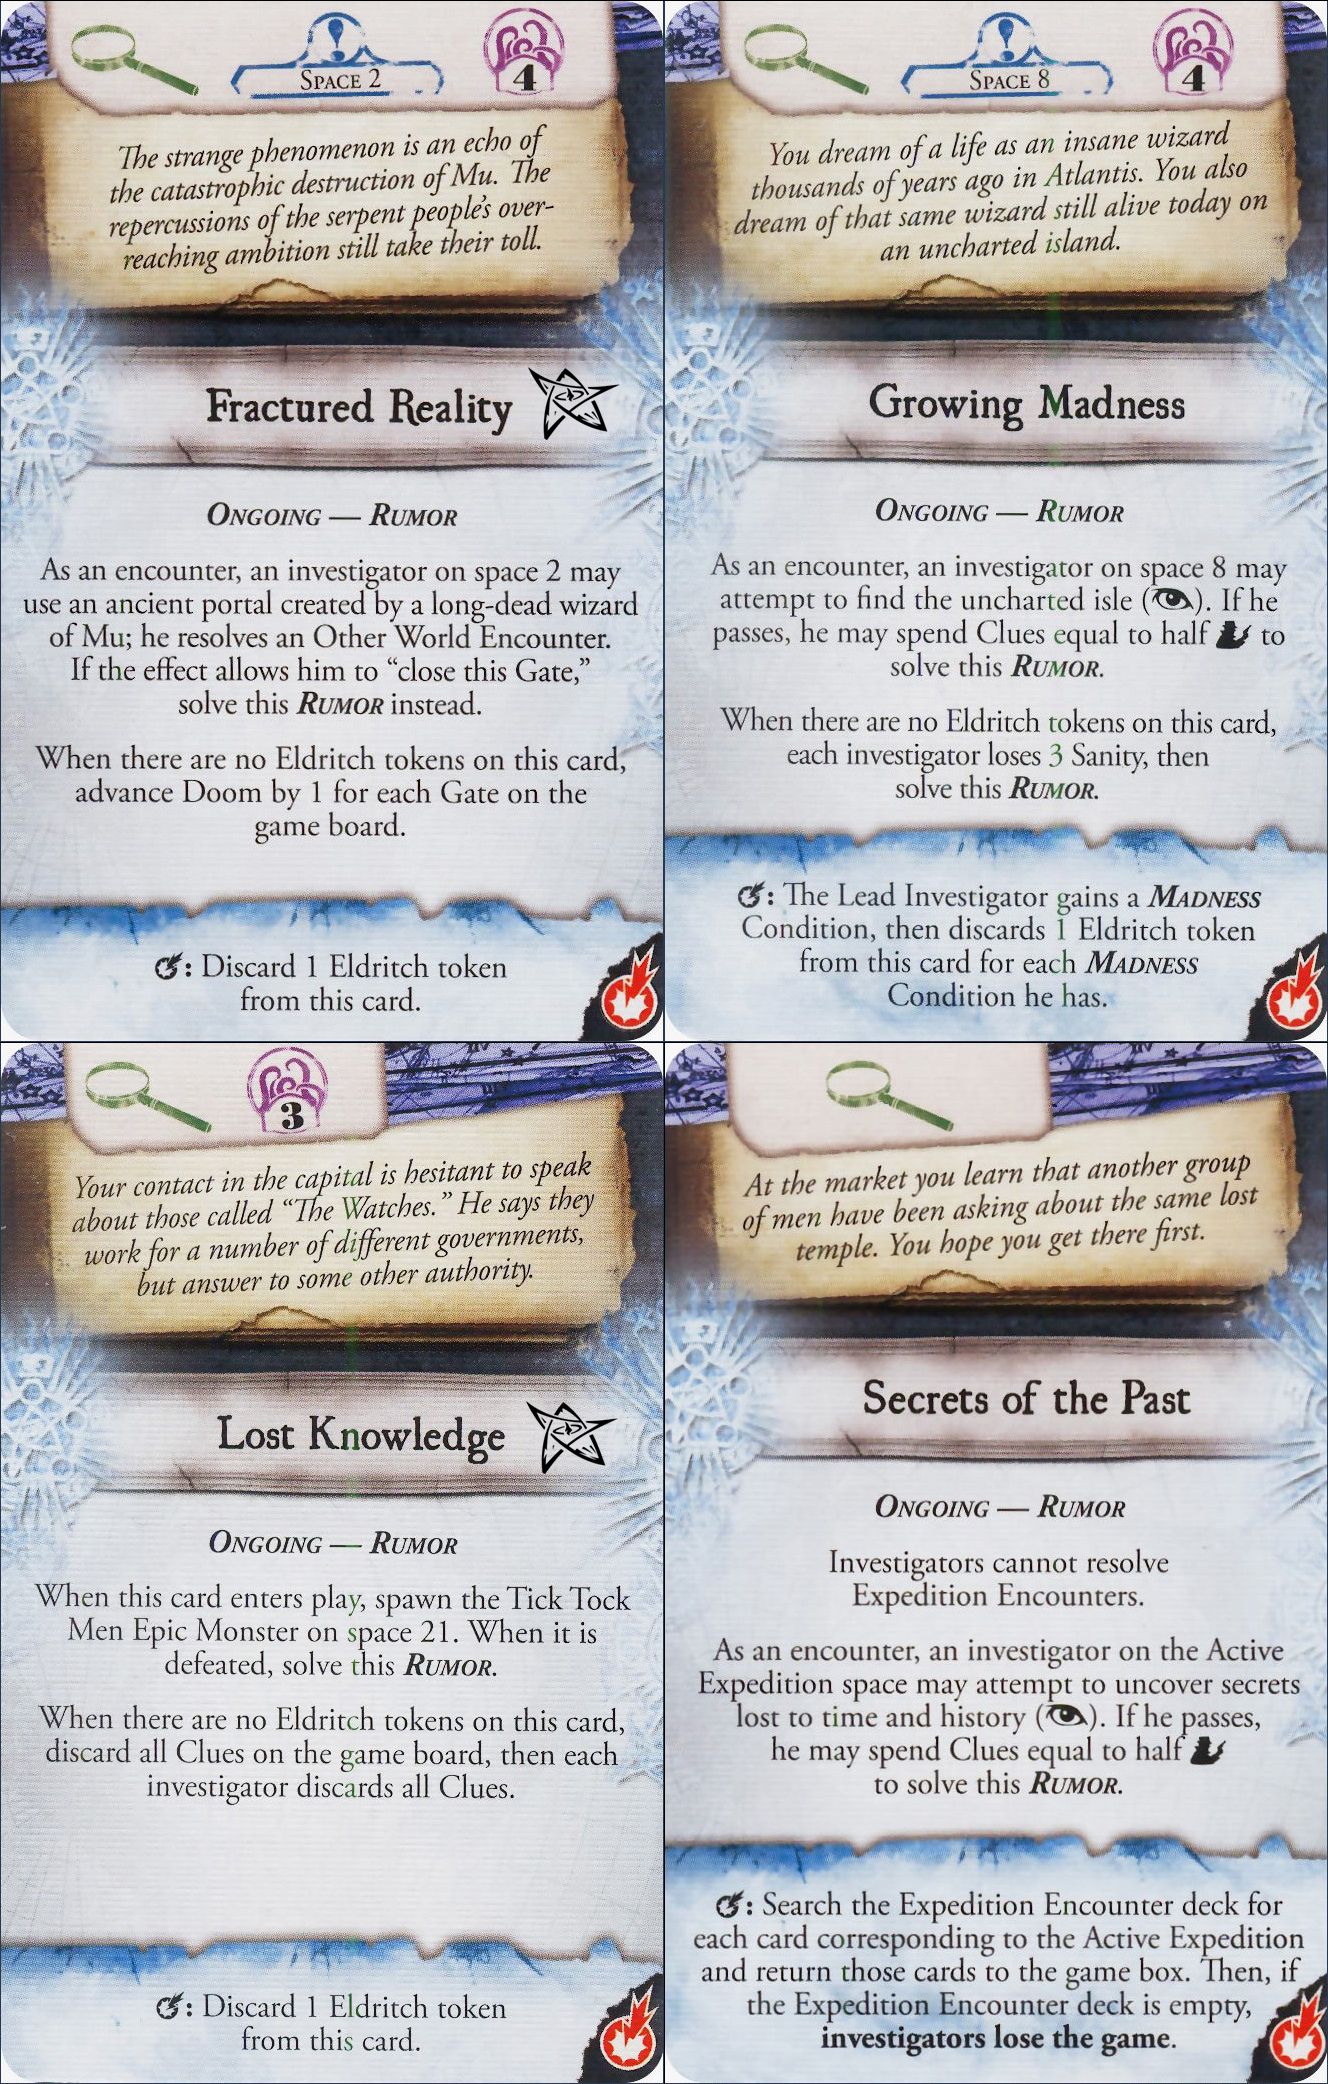 SPACE 2
4
The strange phenomenon is an echo of
the catastrophic destruction of Mu. The
repercussions of the serpent people's over-
reaching ambition still take their toll.
Fractured Reality
ONGOING — RUMOR
As an encounter, an investigator on space 2 may
use an ancient portal created by a long-dead wizard
of Mu; he resolves an Other World Encounter.
If the effect allows him to “close this Gate,”
solve this RUMOR instead.
When there are no Eldritch tokens on this card,
advance Doom by 1 for each Gate on the
game board.
: Discard 1 Eldritch token
from this card.
SPACE 8
4
You dream of a life as an insane wizard
thousands of years ago in Atlantis. You also
dream of that same wizard still alive today on
an uncharted island.
Growing Madness
ONGOING — RUMOR
As an encounter, an investigator on space 8 may
attempt to find the uncharted isle ( ). If he
passes, he may spend Clues equal to half to
solve this RUMOR.
When there are no Eldritch tokens on this card,
each investigator loses 3 Sanity, then
solve this RUMOR.
: The Lead Investigator gains a MADNESS
Condition, then discards 1 Eldritch token
from this card for each MADNESS
Condition he has.
3
Your contact in the capital is hesitant to speak
about those called “The Watches.” He says they
work for a number of different governments,
but answer to some other authority.
Lost Knowledge
ONGOING — RUMOR
When this card enters play, spawn the Tick Tock
Men Epic Monster on space 21. When it is
defeated, solve this RUMOR.
When there are no Eldritch tokens on this card,
discard all Clues on the game board, then each
investigator discards all Clues.
: Discard 1 Eldritch token
from this card.
At the market you learn that another group
of men have been asking about the same lost
temple. You hope you get there first.
Secrets of the Past
ONGOING — RUMOR
Investigators cannot resolve
Expedition Encounters.
As an encounter, an investigator on the Active
Expedition space may attempt to uncover secrets
lost to time and history ( ). If he passes,
he may spend Clues equal to half
to solve this RUMOR.
: Search the Expedition Encounter deck for
each card corresponding to the Active Expedition
and return those cards to the game box. Then, if
the Expedition Encounter deck is empty,
investigators lose the game.